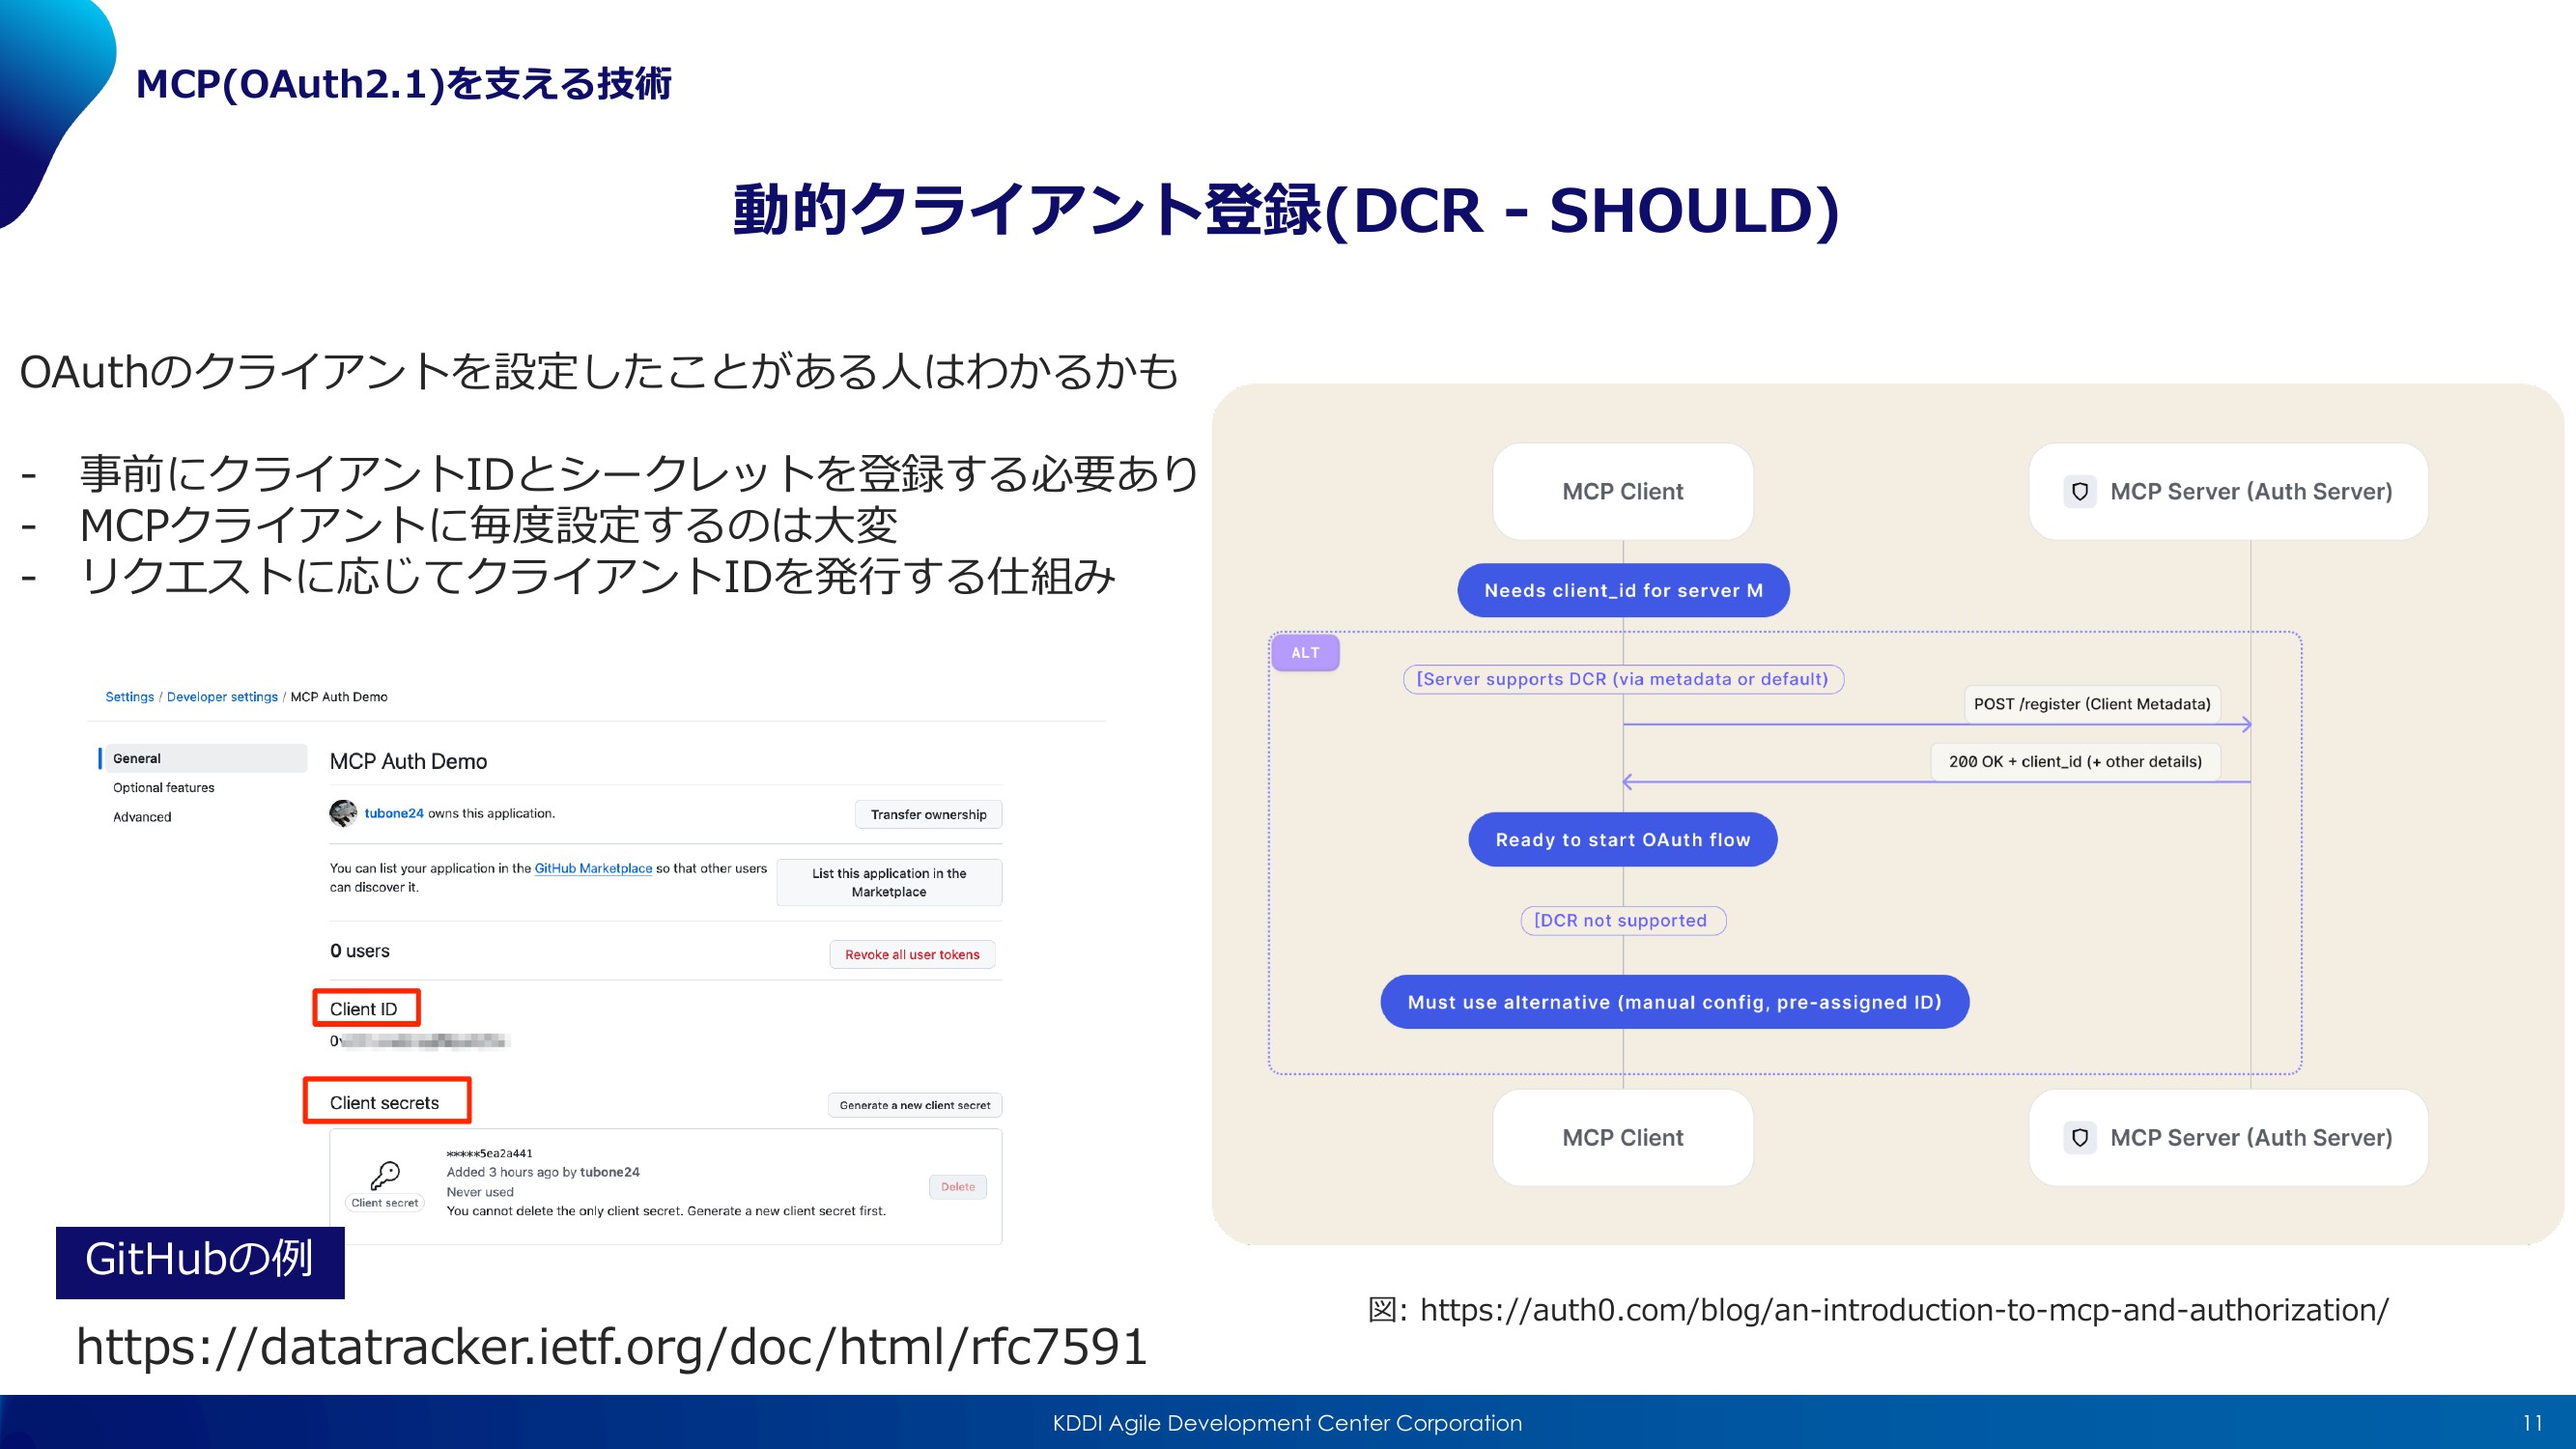 MCP(OAuth2.1)を支える技術
動的クライアント登録(DCR - SHOULD)
OAuthのクライアントを設定したことがある人はわかるかも
- 事前にクライアントIDとシークレットを登録する必要あり
- MCPクライアントに毎度設定するのは大変
- リクエストに応じてクライアントIDを発行する仕組み
Settings / Developer settings / MCP Auth Demo
General
Optional features
Advanced
MCP Auth Demo
tubone24 owns this application.
Transfer ownership
You can list your application in the GitHub Marketplace so that other users
can discover it.
List this application in the
Marketplace
0 users
Revoke all user tokens
Client ID
Client secrets
Generate a new client secret
*****5ea2a441
Added 3 hours ago by tubone24
Never used
You cannot delete the only client secret. Generate a new client secret first.
Client secret
Delete
GitHubの例
https://datatracker.ietf.org/doc/html/rfc7591
MCP Client
MCP Server (Auth Server)
Needs client_id for server M
ALT
[Server supports DCR (via metadata or default)
POST /register (Client Metadata)
200 OK + client_id (+ other details)
Ready to start OAuth flow
[DCR not supported
Must use alternative (manual config, pre-assigned ID)
MCP Client
MCP Server (Auth Server)
図: https://auth0.com/blog/an-introduction-to-mcp-and-authorization/
KDDI Agile Development Center Corporation
11